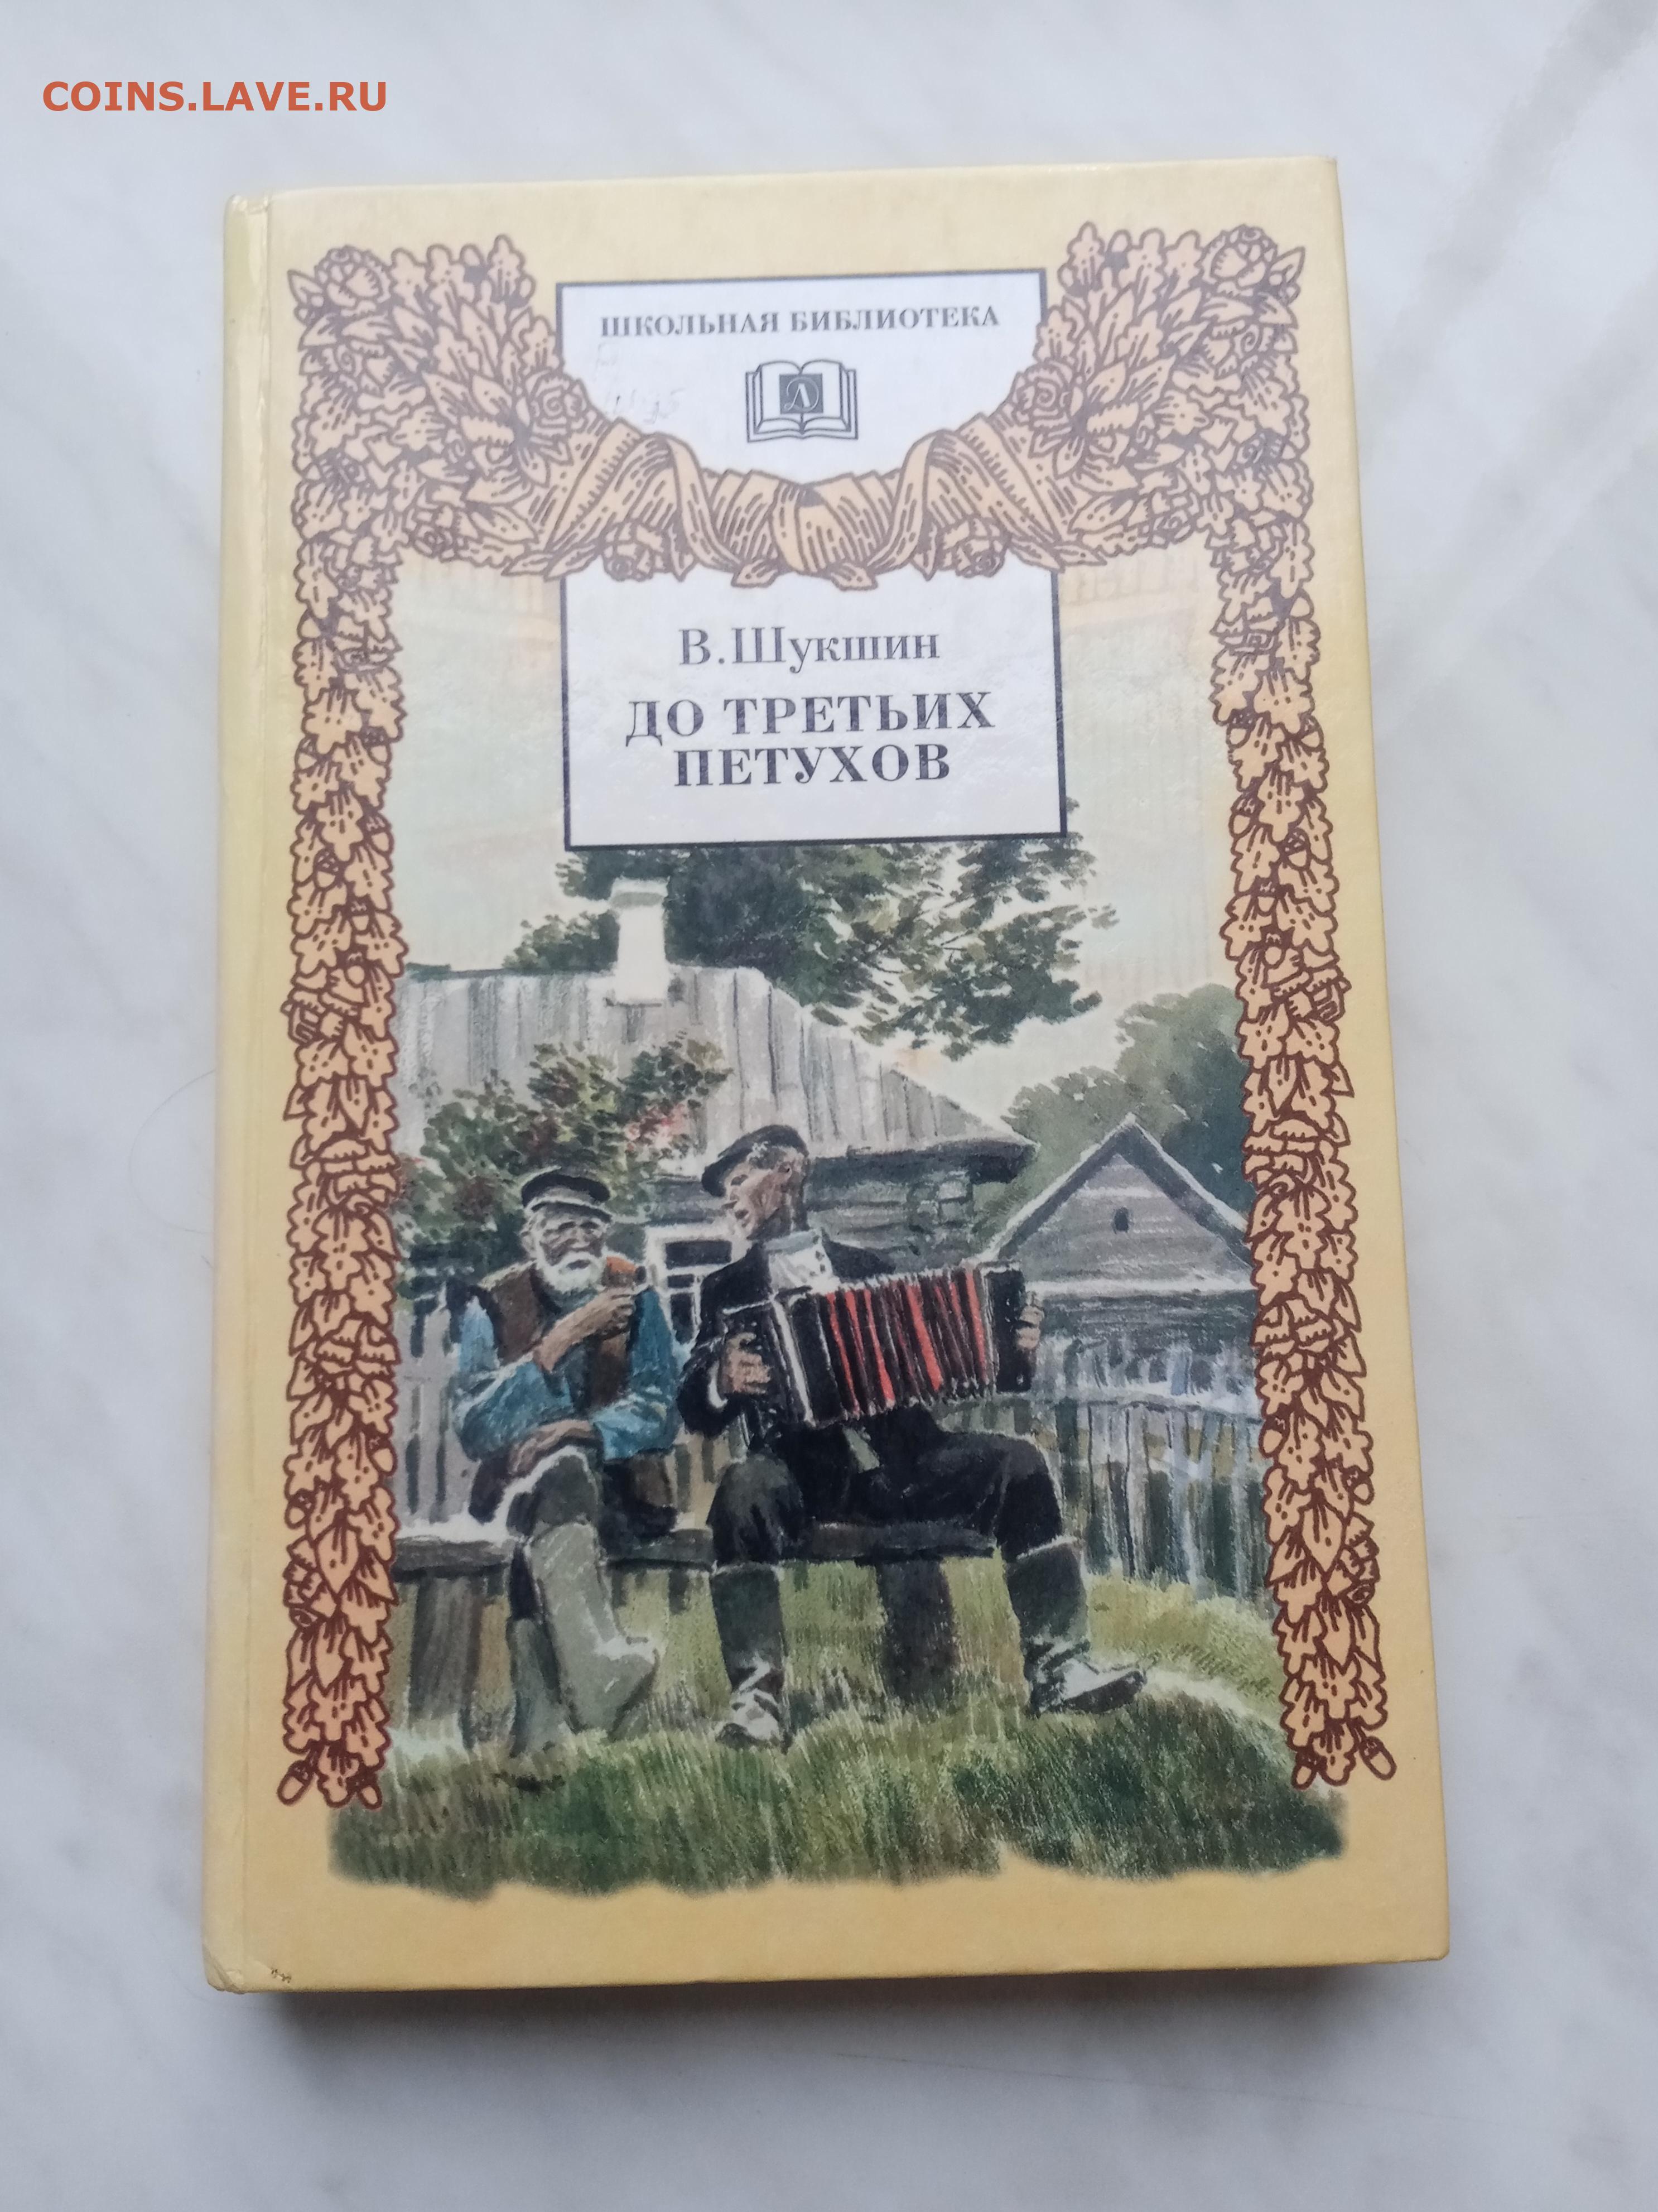 COINS.LAVE.RU
ШКОЛЬНАЯ БИБЛИОТЕКА
Д
В. Шукшин
ДО ТРЕТЬИХ
ПЕТУХОВ